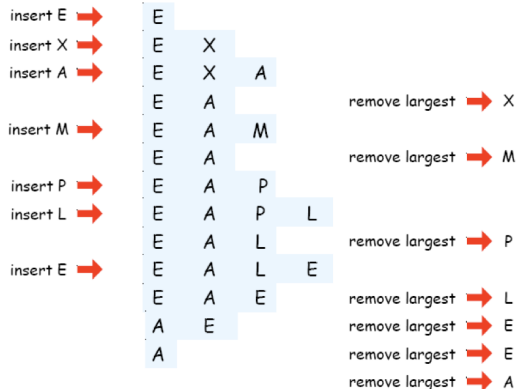 insert E E
insert X E X
insert A E X A
E A remove largest X
insert M E A M
E A remove largest M
insert P E A P
insert L E A P L
E A L remove largest P
insert E E A L E
E A E remove largest L
A E remove largest E
A remove largest E
remove largest A